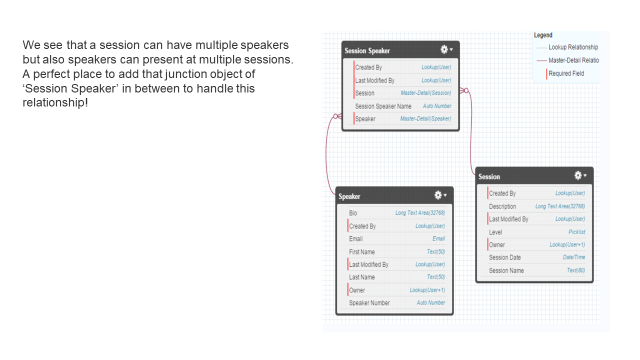 We see that a session can have multiple speakers
but also speakers can present at multiple sessions.
A perfect place to add that junction object of
‘Session Speaker’ in between to handle this
relationship!
Legend
Lookup Relationship
Master-Detail Relatio
Required Field
Session Speaker
Created By Lookup(User)
Last Modified By Lookup(User)
Session Master-Detail(Session)
Session Speaker Name Auto Number
Speaker Master-Detail(Speaker)
Speaker
Bio Long Text Area(32768)
Created By Lookup(User)
Email Email
First Name Text(50)
Last Modified By Lookup(User)
Last Name Text(50)
Owner Lookup(User+1)
Speaker Number Auto Number
Session
Created By Lookup(User)
Description Long Text Area(32768)
Last Modified By Lookup(User)
Level Picklist
Owner Lookup(User+1)
Session Date Date/Time
Session Name Text(80)